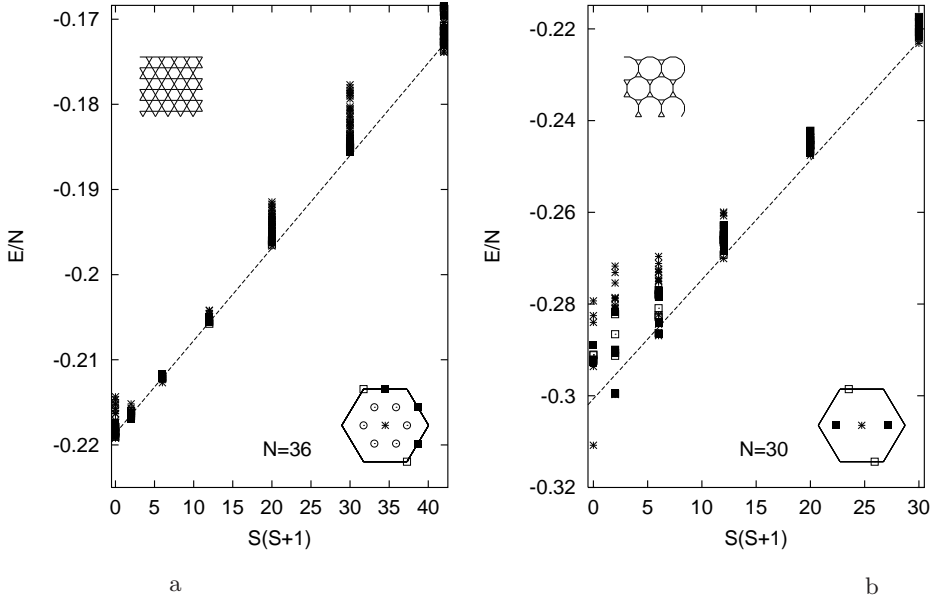 -0.17
-0.18
-0.19
-0.2
-0.21
-0.22
E/N
N=36
0 5 10 15 20 25 30 35 40
S(S+1)
a
-0.22
-0.24
-0.26
-0.28
-0.3
-0.32
E/N
N=30
0 5 10 15 20 25 30
S(S+1)
b